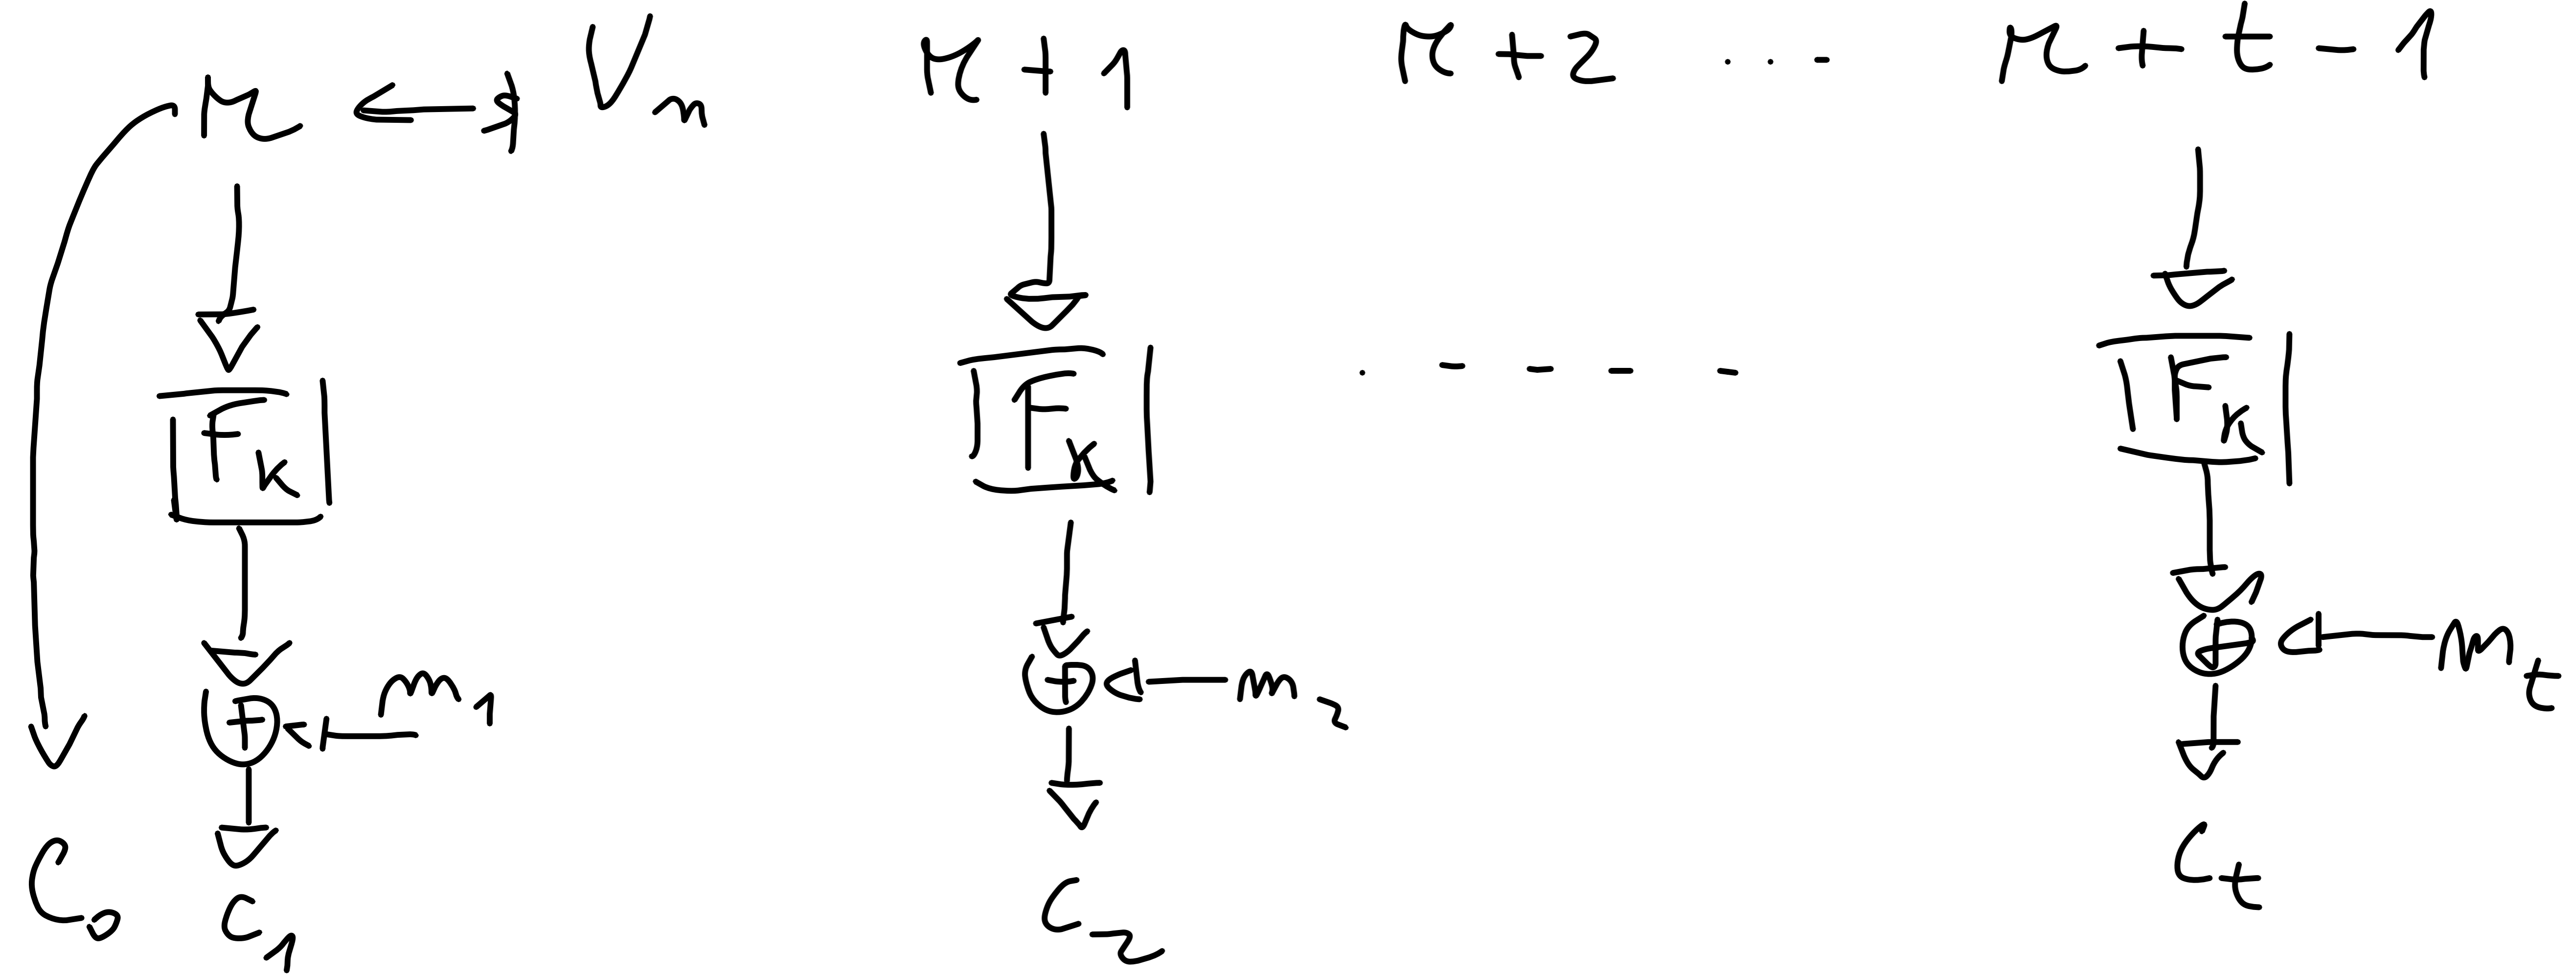 r ← $ V_n r + 1 r + 2 ... r + t - 1
F_K F_K . - - - - F_K
⊕ ← m_1 ⊕ ← m_2 ⊕ ← m_t
C_0 C_1 C_2 C_t